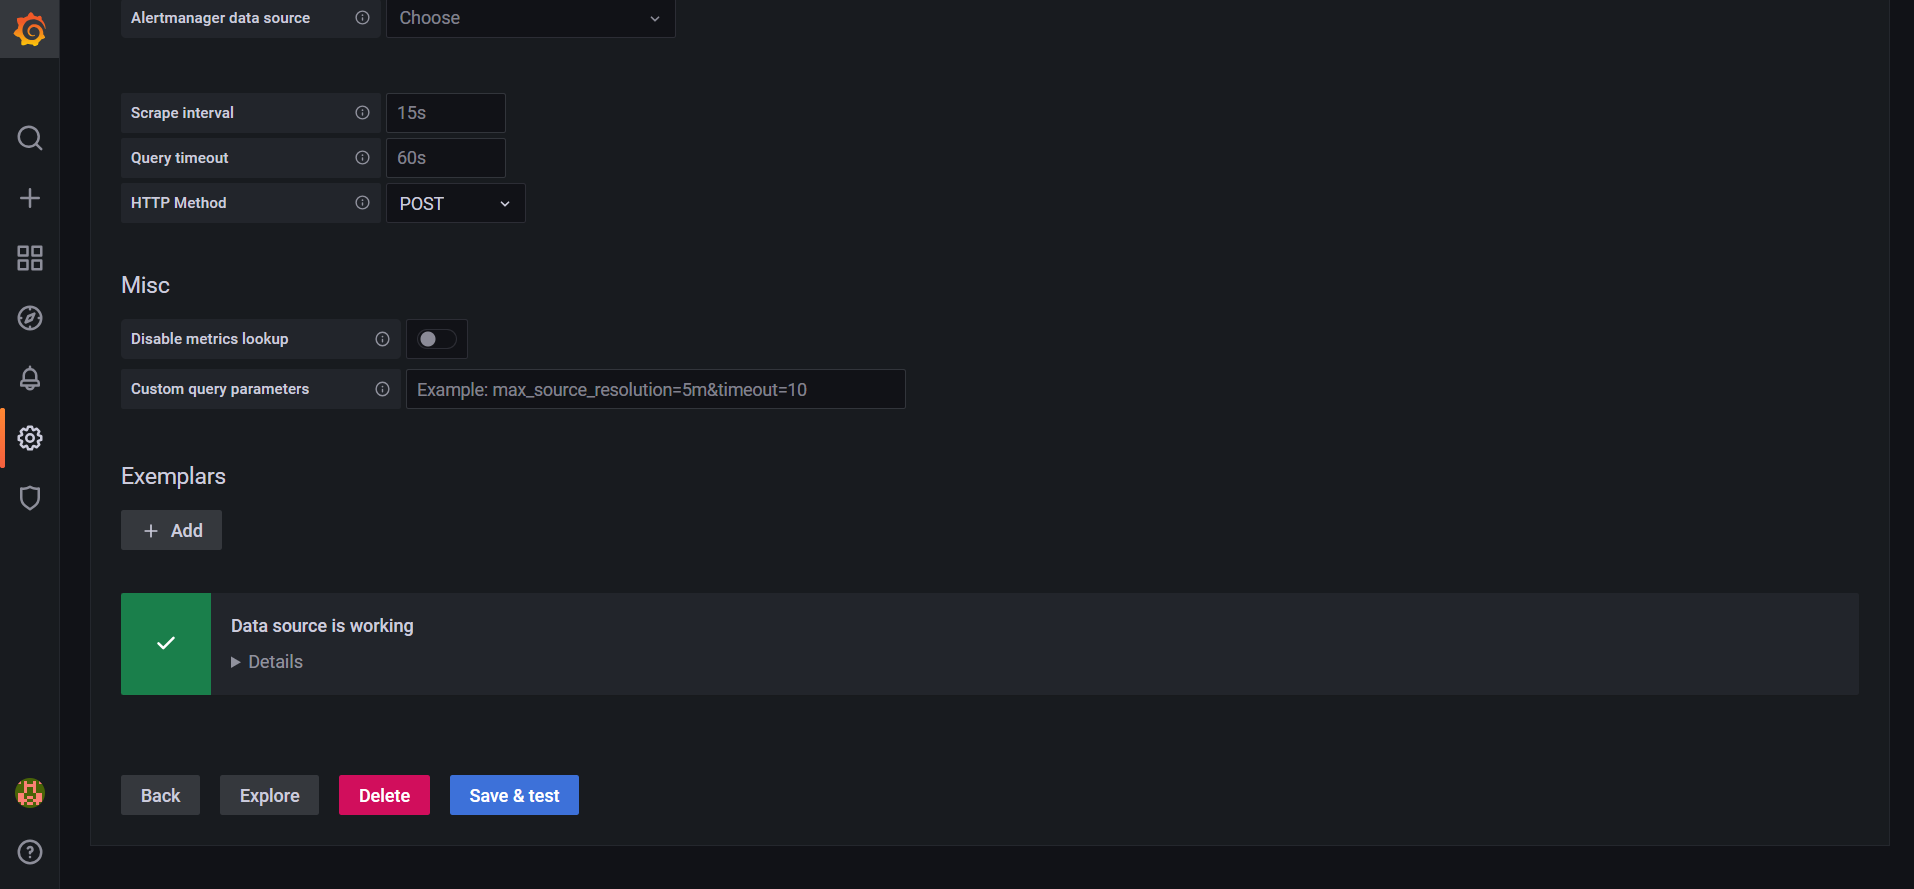 Alertmanager data source Choose
Scrape interval 15s
Query timeout 60s
HTTP Method POST
Misc
Disable metrics lookup
Custom query parameters Example: max_source_resolution=5m&timeout=10
Exemplars
+ Add
Data source is working
Details
Back Explore Delete Save & test